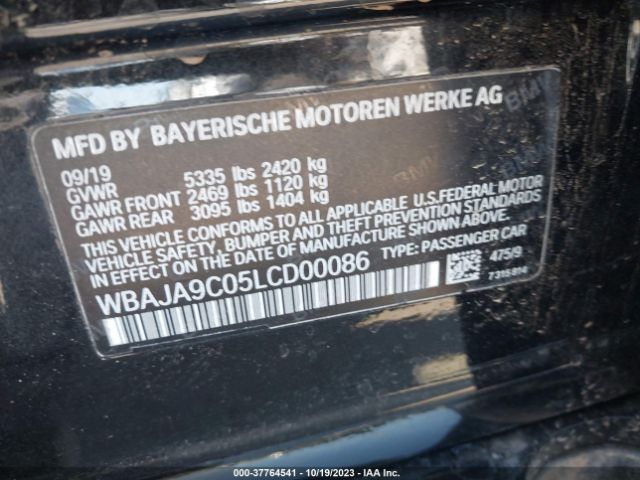 MFD BY BAYERISCHE MOTOREN WERKE AG
09/19
GVWR 5335 lbs 2420 kg
GAWR FRONT 2469 lbs 1120 kg
GAWR REAR 3095 lbs 1404 kg
THIS VEHICLE CONFORMS TO ALL APPLICABLE U.S.FEDERAL MOTOR
VEHICLE SAFETY, BUMPER AND THEFT PREVENTION STANDARDS
IN EFFECT ON THE DATE OF MANUFACTURE SHOWN ABOVE.
WBAJA9C05LCD00086 TYPE: PASSENGER CAR
475/9
7315814
000-37764541 - 10/19/2023 - IAA Inc.